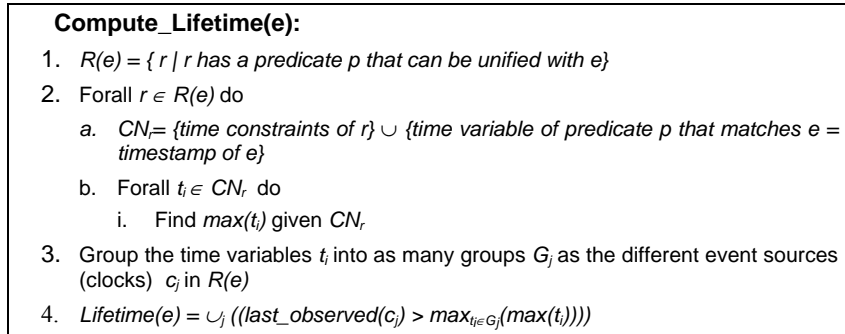 Compute_Lifetime(e):
1. R(e) = { r | r has a predicate p that can be unified with e}
2. Forall r ∈ R(e) do
a. CNr= {time constraints of r} ∪ {time variable of predicate p that matches e =
timestamp of e}
b. Forall ti ∈ CNr do
i. Find max(ti) given CNr
3. Group the time variables ti into as many groups Gj as the different event sources
(clocks) cj in R(e)
4. Lifetime(e) = ∪j ((last_observed(cj) > maxti∈Gj(max(ti))))